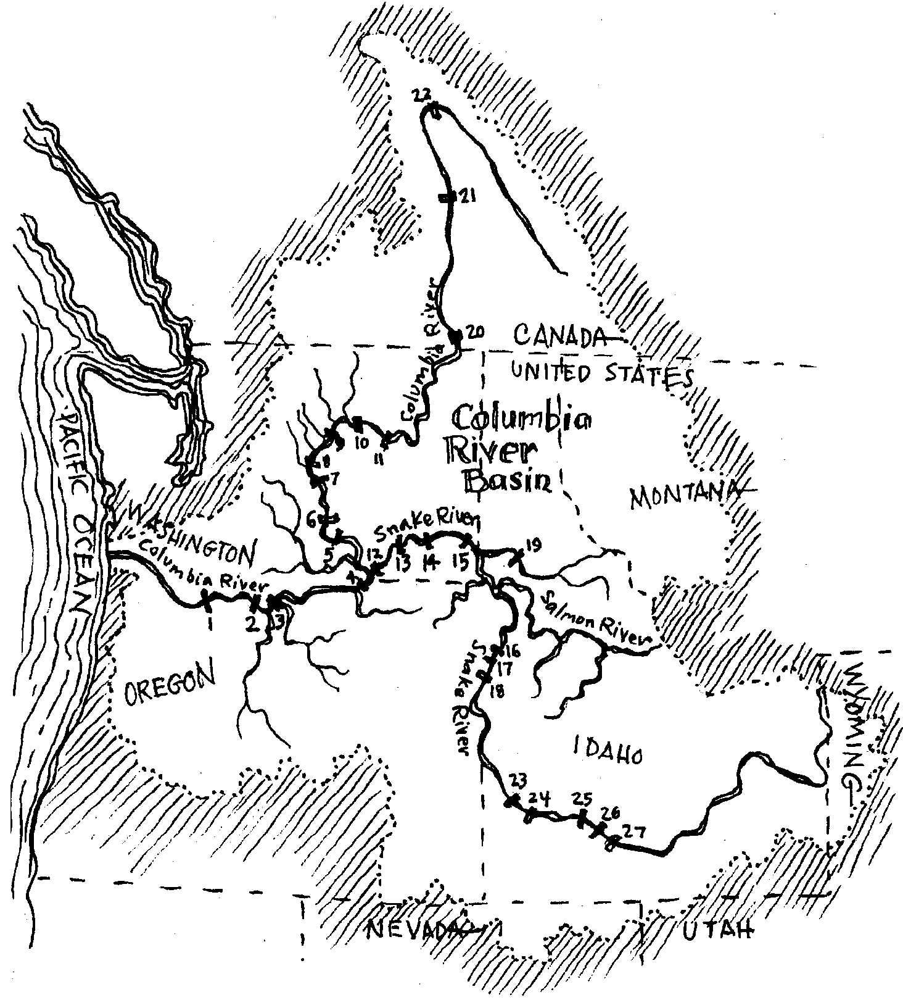 22
21
Columbia River
20
CANADA
UNITED STATES
Columbia
River
Basin
PACIFIC OCEAN
MONTANA
9
10
11
8
7
6
5
4
WASHINGTON
Columbia River
Snake River
12
13
14
15
19
2
3
Salmon River
OREGON
Snake River
16
17
18
IDAHO
WYOMING
23
24
25
26
27
NEVADA
UTAH